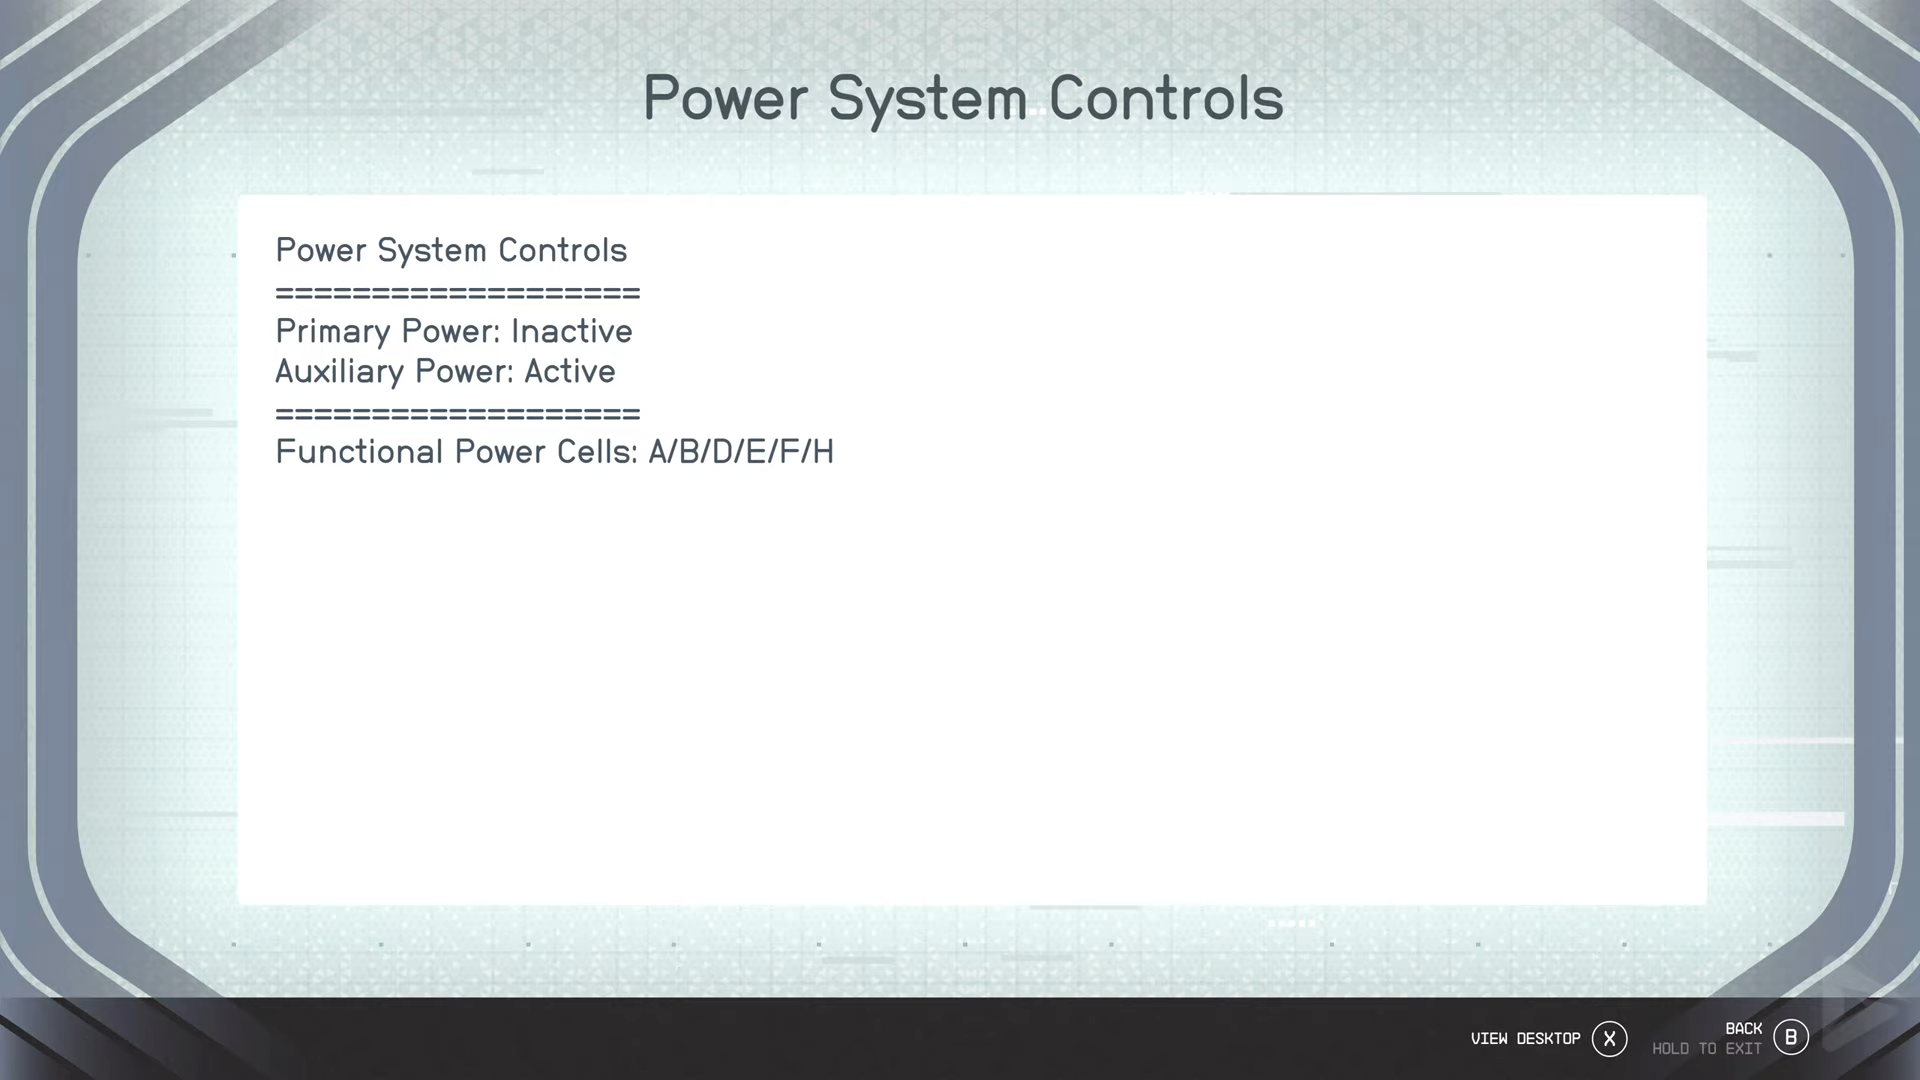 Power System Controls
Power System Controls
===================
Primary Power: Inactive
Auxiliary Power: Active
===================
Functional Power Cells: A/B/D/E/F/H
VIEW DESKTOP X
BACK B
HOLD TO EXIT